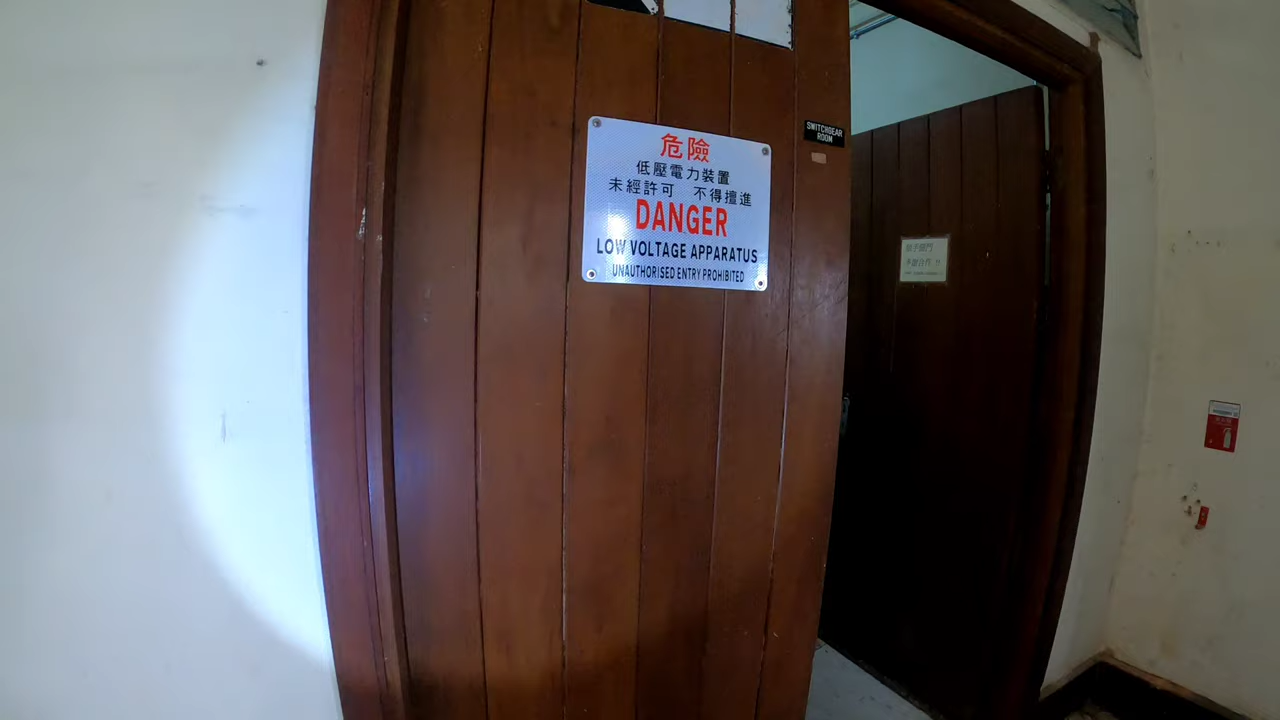 危險
低壓電力裝置
未經許可 不得擅進
DANGER
LOW VOLTAGE APPARATUS
UNAUTHORISED ENTRY PROHIBITED
SWITCHGEAR
ROOM